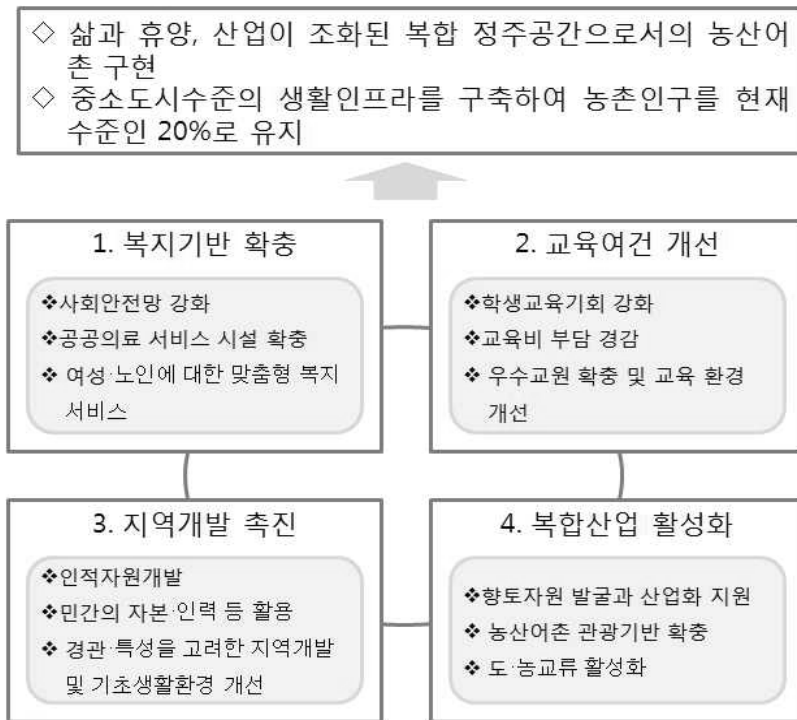 ◇ 삶과 휴양, 산업이 조화된 복합 정주공간으로서의 농산어
촌 구현
◇ 중소도시수준의 생활인프라를 구축하여 농촌인구를 현재
수준인 20%로 유지
1. 복지기반 확충
❖사회안전망 강화
❖공공의료 서비스 시설 확충
❖ 여성·노인에 대한 맞춤형 복지
서비스
2. 교육여건 개선
❖학생교육기회 강화
❖교육비 부담 경감
❖ 우수교원 확충 및 교육 환경
개선
3. 지역개발 촉진
❖인적자원개발
❖민간의 자본·인력 등 활용
❖ 경관·특성을 고려한 지역개발
및 기초생활환경 개선
4. 복합산업 활성화
❖향토자원 발굴과 산업화 지원
❖ 농산어촌 관광기반 확충
❖ 도·농교류 활성화